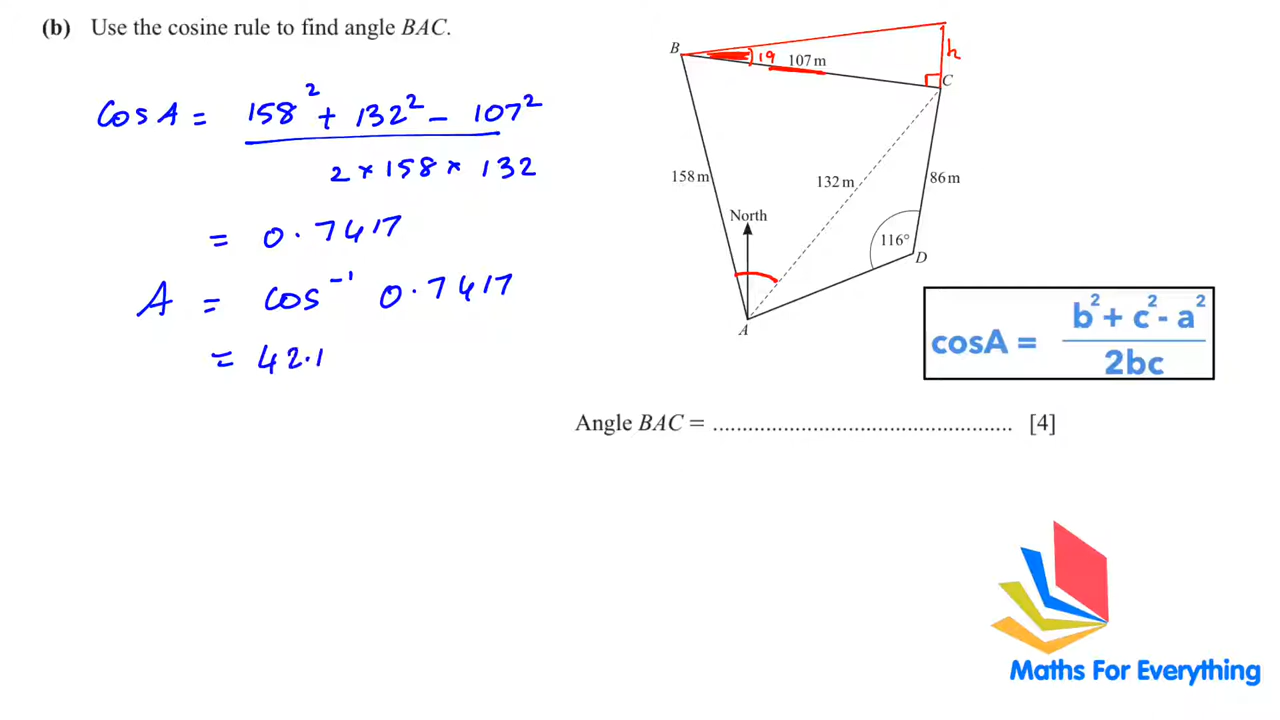 (b) Use the cosine rule to find angle BAC.
cosA = 158² + 132² - 107²
2 × 158 × 132
= 0.7417
A = cos⁻¹ 0.7417
= 42.1
B
19
107 m
h
C
158 m
132 m
86 m
North
116°
D
A
cosA = b² + c² - a²
2bc
Angle BAC = .................................................. [4]
Maths For Everything